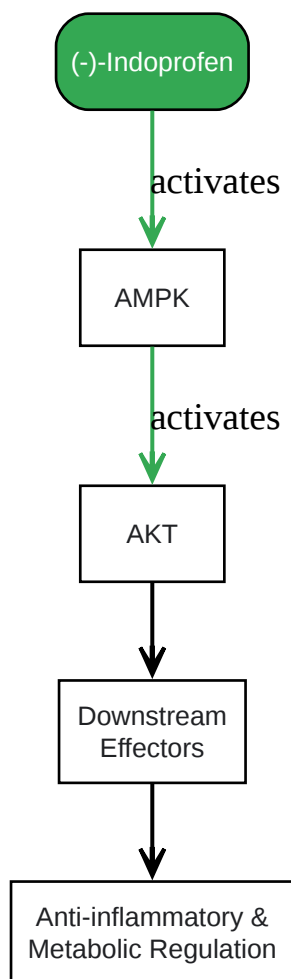 (-)-Indoprofen
activates
AMPK
activates
AKT
Downstream
Effectors
Anti-inflammatory &
Metabolic Regulation